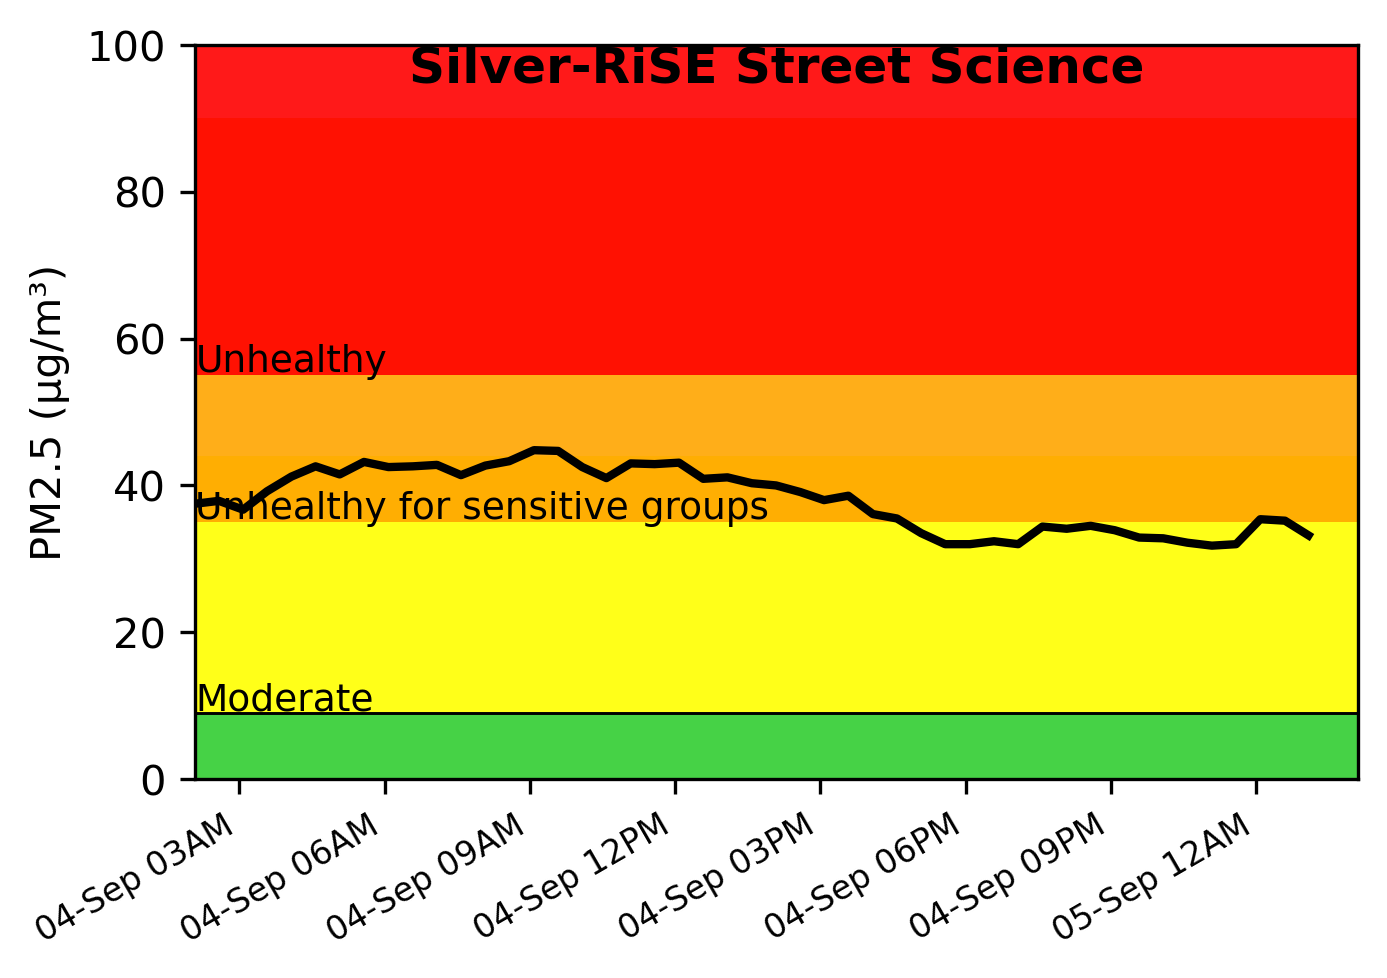 Silver-RiSE Street Science
100
80
60
40
20
0
PM2.5 (µg/m³)
Unhealthy
Unhealthy for sensitive groups
Moderate
04-Sep 03AM
04-Sep 06AM
04-Sep 09AM
04-Sep 12PM
04-Sep 03PM
04-Sep 06PM
04-Sep 09PM
05-Sep 12AM